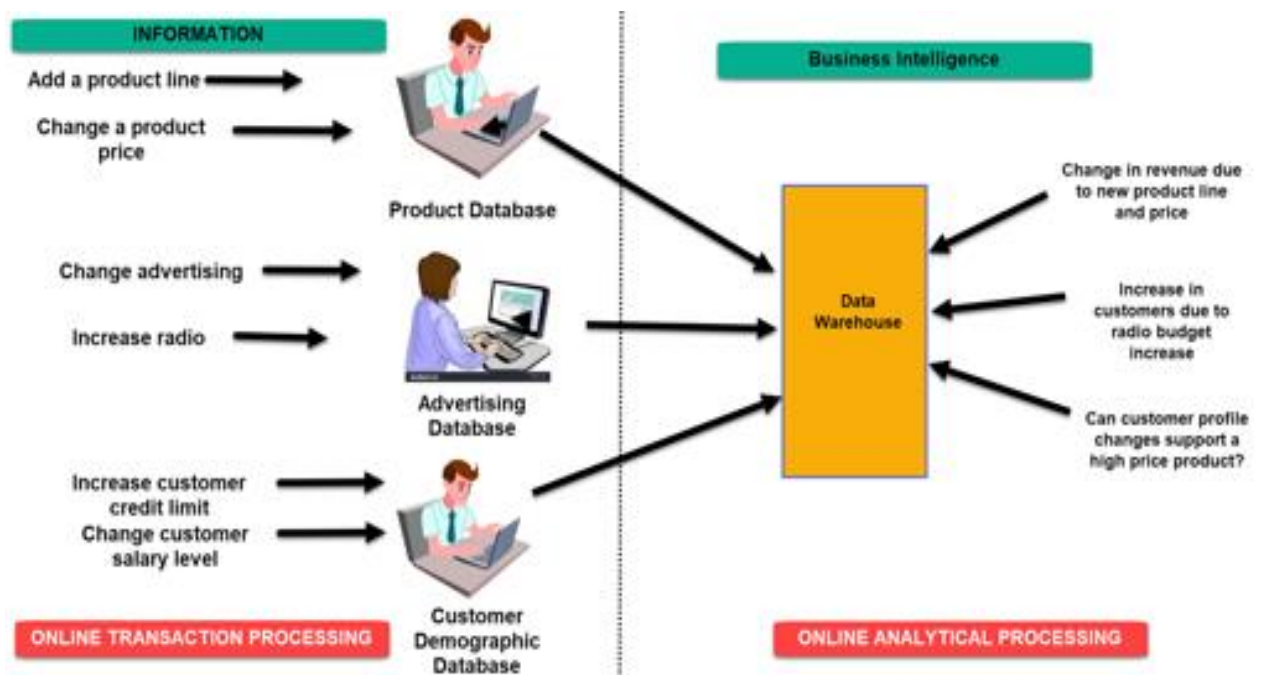 INFORMATION
Add a product line
Change a product
price
Product Database
Change advertising
Increase radio
Advertising
Database
Increase customer
credit limit
Change customer
salary level
Customer
Demographic
Database
ONLINE TRANSACTION PROCESSING
Business Intelligence
Data
Warehouse
Change in revenue due
to new product line
and price
Increase in
customers due to
radio budget
increase
Can customer profile
changes support a
high price product?
ONLINE ANALYTICAL PROCESSING